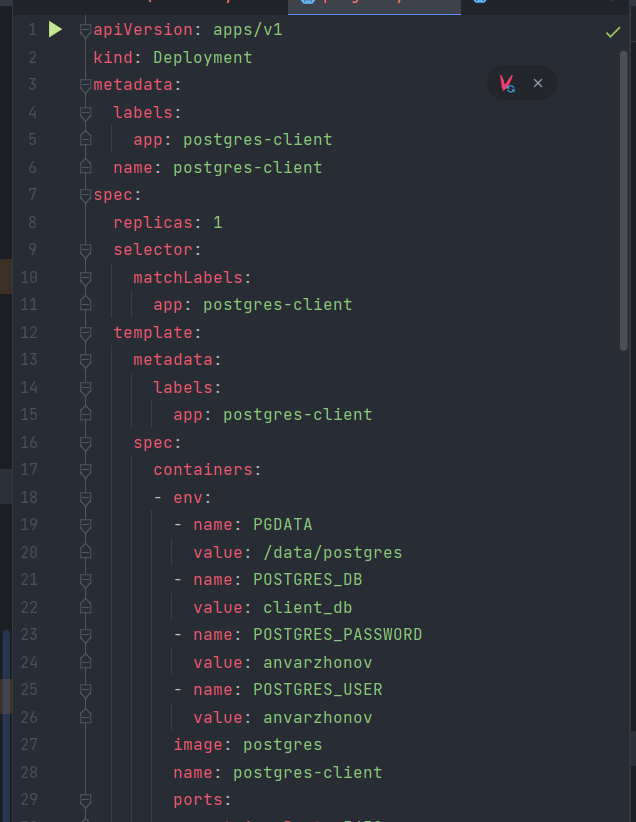 1 apiVersion: apps/v1
2 kind: Deployment
3 metadata:
4   labels:
5     app: postgres-client
6   name: postgres-client
7 spec:
8   replicas: 1
9   selector:
10     matchLabels:
11       app: postgres-client
12   template:
13     metadata:
14       labels:
15         app: postgres-client
16     spec:
17       containers:
18       - env:
19         - name: PGDATA
20           value: /data/postgres
21         - name: POSTGRES_DB
22           value: client_db
23         - name: POSTGRES_PASSWORD
24           value: anvarzhonov
25         - name: POSTGRES_USER
26           value: anvarzhonov
27         image: postgres
28         name: postgres-client
29         ports: